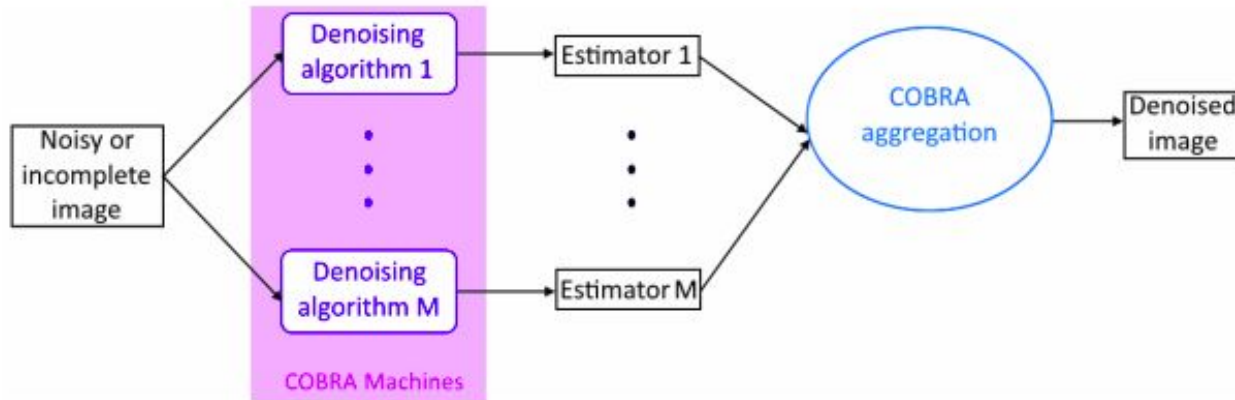 Noisy or
incomplete
image
Denoising
algorithm 1
Denoising
algorithm M
COBRA Machines
Estimator 1
Estimator M
COBRA
aggregation
Denoised
image